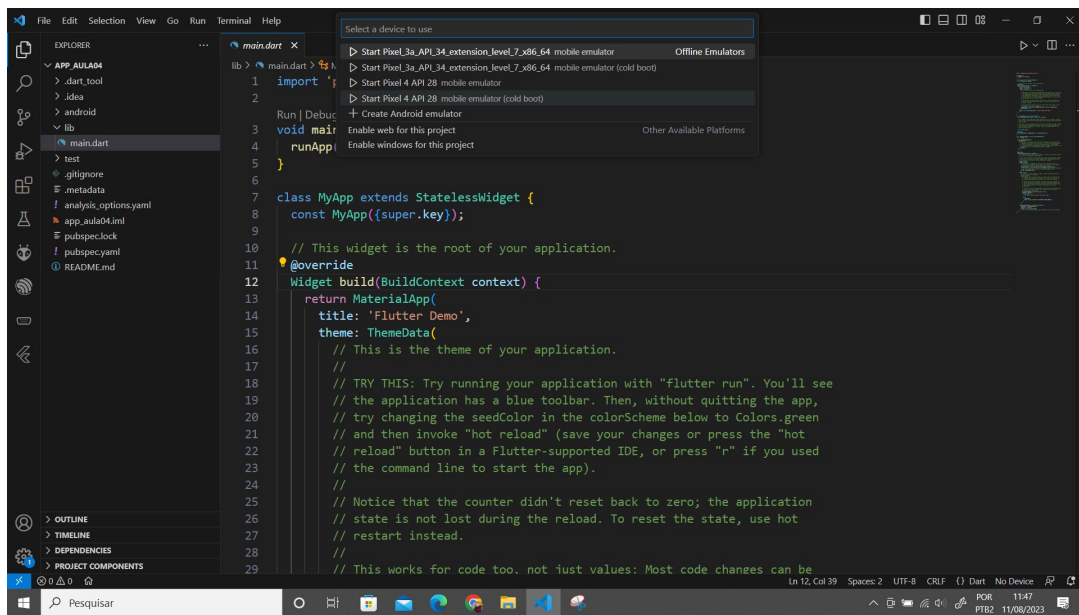 File Edit Selection View Go Run Terminal Help
Select a device to use
Start Pixel_3a_API_34_extension_level_7_x86_64 mobile emulator Offline Emulators
Start Pixel_3a_API_34_extension_level_7_x86_64 mobile emulator (cold boot)
Start Pixel 4 API 28 mobile emulator
Start Pixel 4 API 28 mobile emulator (cold boot)
Create Android emulator
Enable web for this project Other Available Platforms
Enable windows for this project
EXPLORER
APP_AULA04
.dart_tool
.idea
android
lib
main.dart
test
.gitignore
.metadata
analysis_options.yaml
app_aula04.iml
pubspec.lock
pubspec.yaml
README.md
OUTLINE
TIMELINE
DEPENDENCIES
PROJECT COMPONENTS
main.dart
lib > main.dart >
1 import 'p
2
Run | Debug
3 void mair
4 runApp(
5 }
6
7 class MyApp extends StatelessWidget {
8 const MyApp({super.key});
9
10 // This widget is the root of your application.
11 @override
12 Widget build(BuildContext context) {
13 return MaterialApp(
14 title: 'Flutter Demo',
15 theme: ThemeData(
16 // This is the theme of your application.
17 //
18 // TRY THIS: Try running your application with "flutter run". You'll see
19 // the application has a blue toolbar. Then, without quitting the app,
20 // try changing the seedColor in the colorScheme below to Colors.green
21 // and then invoke "hot reload" (save your changes or press the "hot
22 // reload" button in a Flutter-supported IDE, or press "r" if you used
23 // the command line to start the app).
24 //
25 // Notice that the counter didn't reset back to zero; the application
26 // state is not lost during the reload. To reset the state, use hot
27 // restart instead.
28 //
29 // This works for code too, not just values: Most code changes can be
0 0 Ln 12, Col 39 Spaces: 2 UTF-8 CRLF {} Dart No Device
Pesquisar
POR 11:47
PTB2 11/08/2023